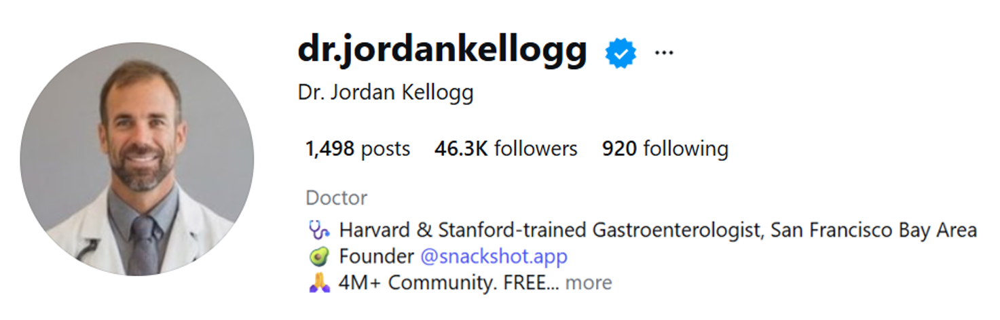 dr.jordankellogg
Dr. Jordan Kellogg
1,498 posts 46.3K followers 920 following
Doctor
🩺 Harvard & Stanford-trained Gastroenterologist, San Francisco Bay Area
🥑 Founder @snackshot.app
🙏 4M+ Community. FREE... more